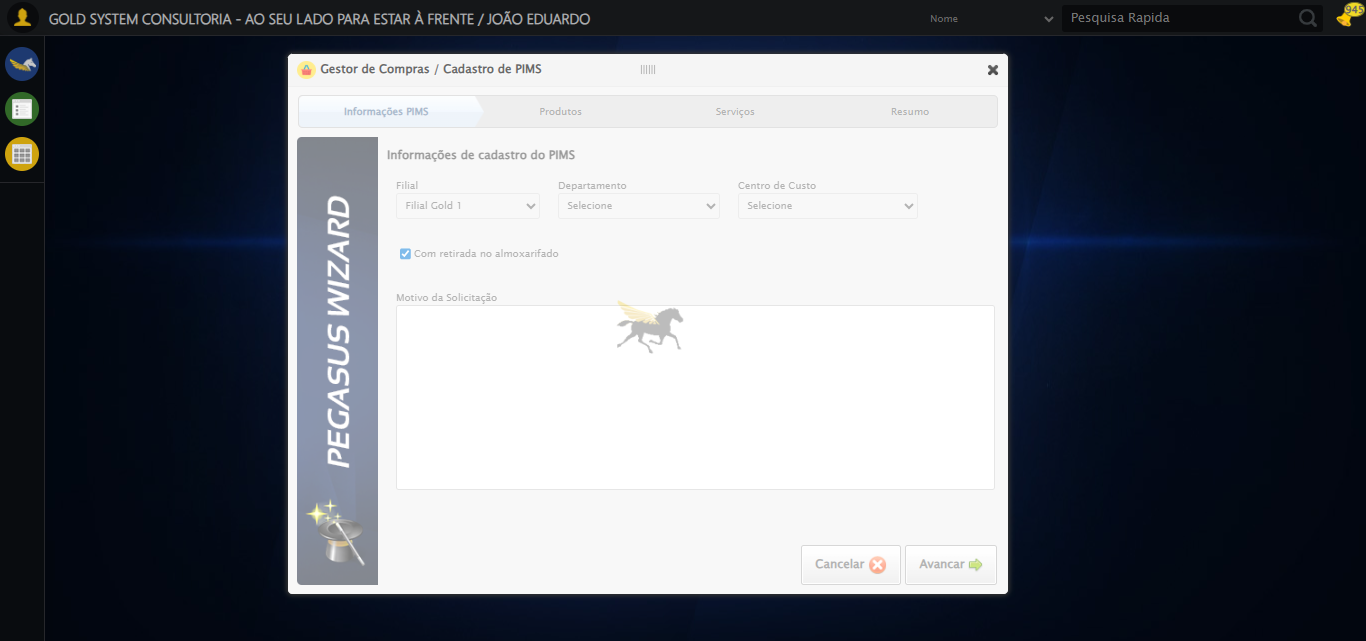 GOLD SYSTEM CONSULTORIA - AO SEU LADO PARA ESTAR À FRENTE / JOÃO EDUARDO
Nome
Pesquisa Rapida
945
Gestor de Compras / Cadastro de PIMS
Informações PIMS
Produtos
Serviços
Resumo
PEGASUS WIZARD
Informações de cadastro do PIMS
Filial
Departamento
Centro de Custo
Filial Gold 1
Selecione
Selecione
Com retirada no almoxarifado
Motivo da Solicitação
Cancelar
Avancar